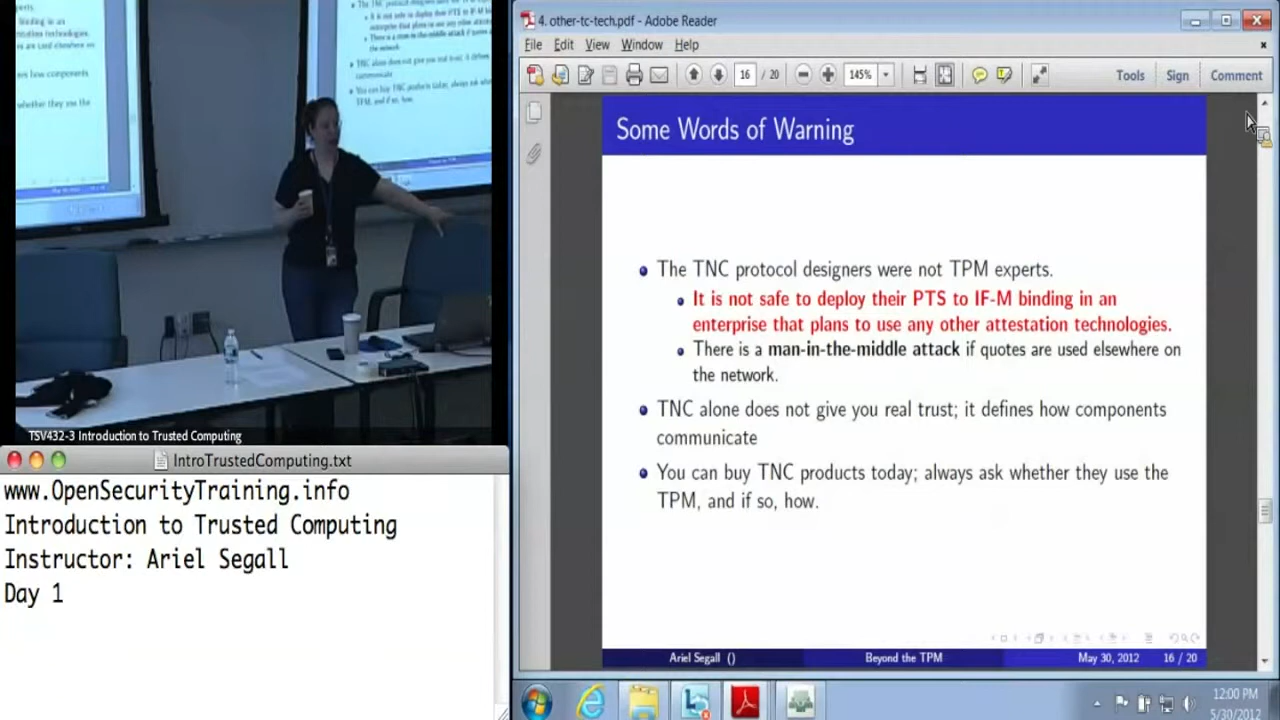 TSV432-3 Introduction to Trusted Computing
IntroTrustedComputing.txt
www.OpenSecurityTraining.info
Introduction to Trusted Computing
Instructor: Ariel Segall
Day 1
4. other-tc-tech.pdf - Adobe Reader
File Edit View Window Help
16 / 20 145% Tools Sign Comment
Some Words of Warning
The TNC protocol designers were not TPM experts.
It is not safe to deploy their PTS to IF-M binding in an
enterprise that plans to use any other attestation technologies.
There is a man-in-the-middle attack if quotes are used elsewhere on
the network.
TNC alone does not give you real trust; it defines how components
communicate
You can buy TNC products today; always ask whether they use the
TPM, and if so, how.
Ariel Segall () Beyond the TPM May 30, 2012 16 / 20
12:00 PM
5/30/2012